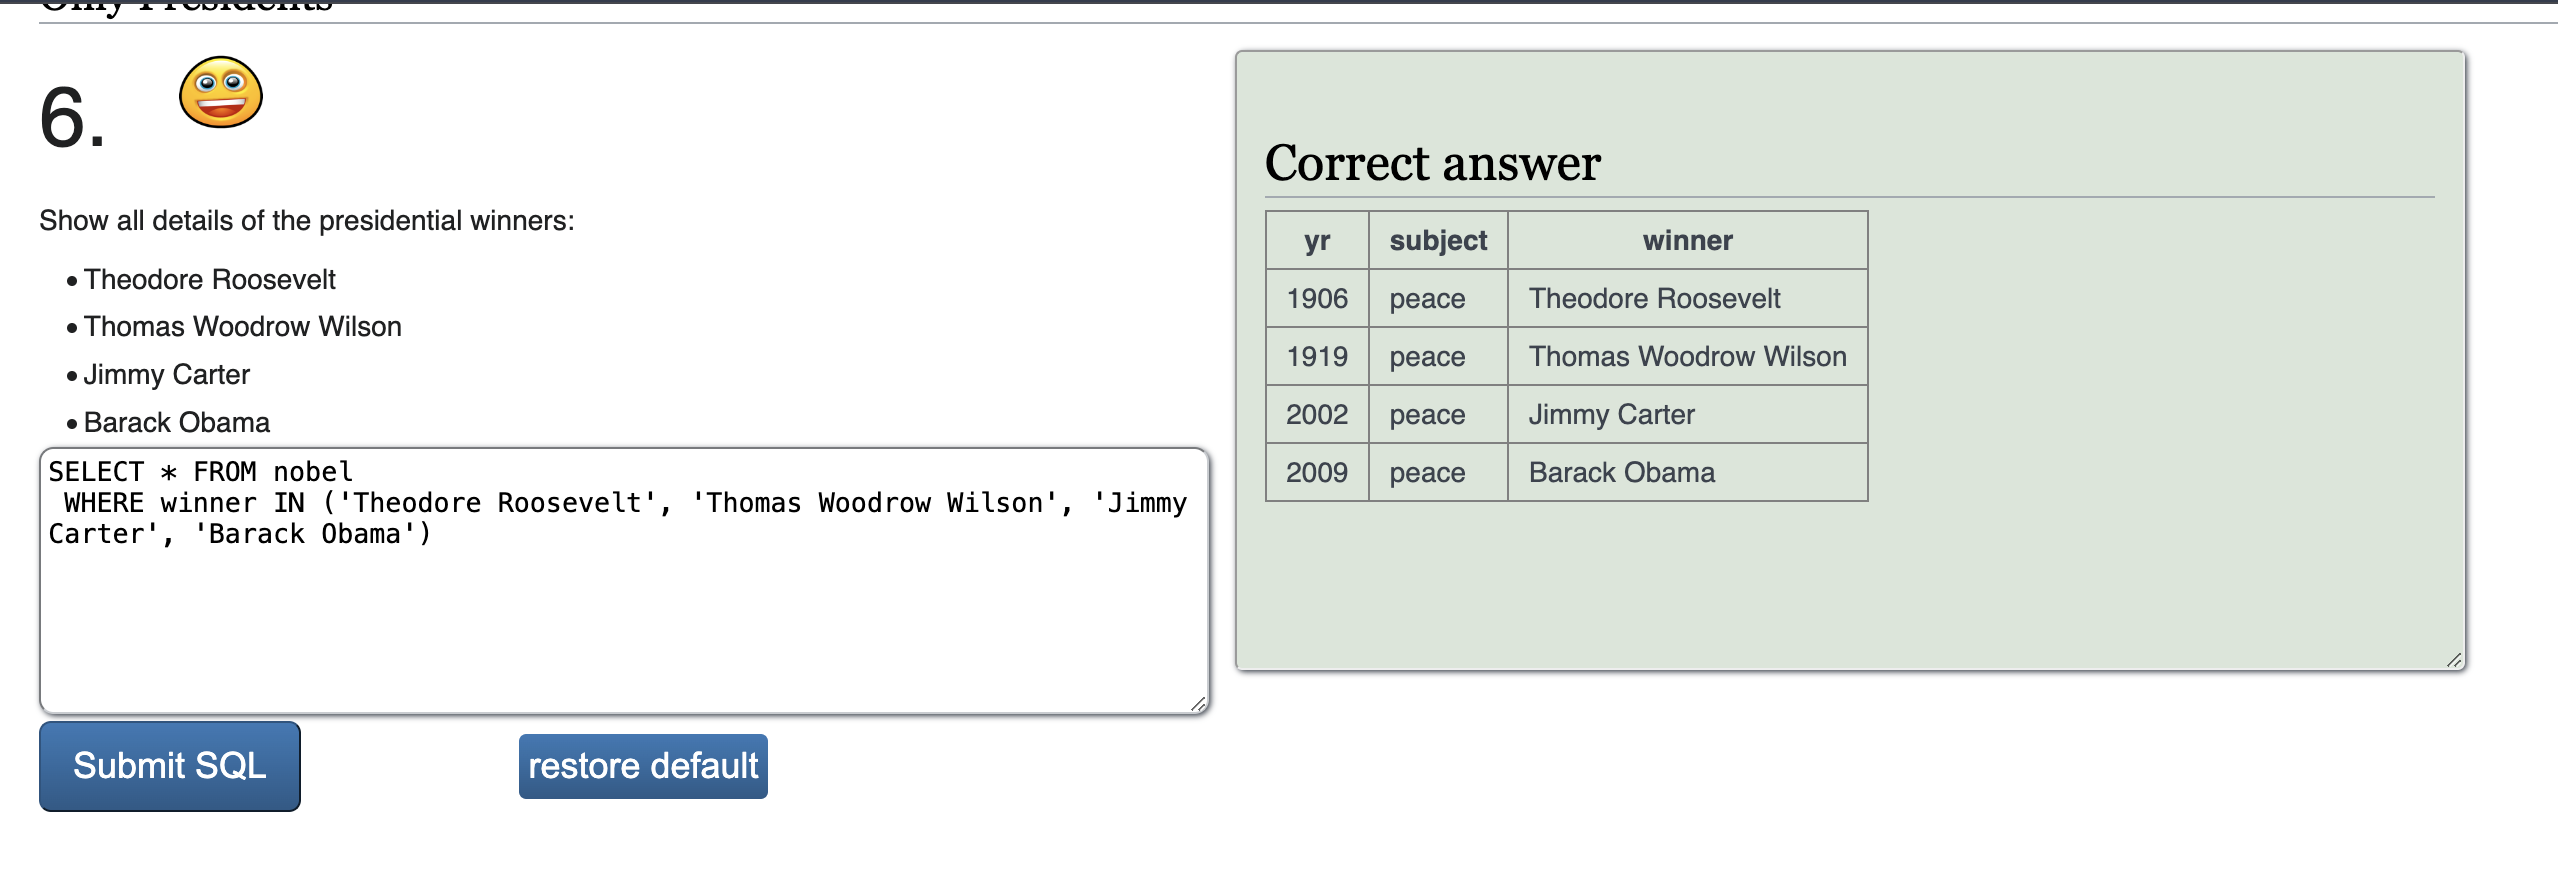 Only Presidents
6.
Show all details of the presidential winners:
• Theodore Roosevelt
• Thomas Woodrow Wilson
• Jimmy Carter
• Barack Obama
SELECT * FROM nobel
WHERE winner IN ('Theodore Roosevelt', 'Thomas Woodrow Wilson', 'Jimmy
Carter', 'Barack Obama')
Submit SQL
restore default
Correct answer
yr subject winner
1906 peace Theodore Roosevelt
1919 peace Thomas Woodrow Wilson
2002 peace Jimmy Carter
2009 peace Barack Obama